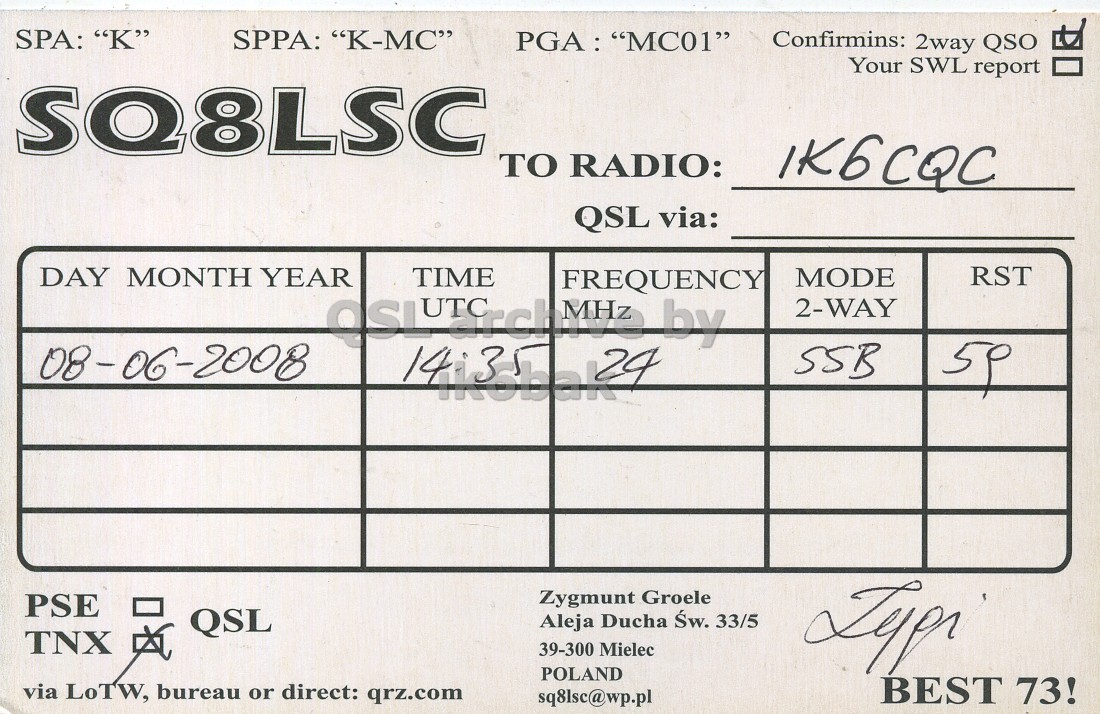 SPA: “K” SPPA: “K-MC” PGA : “MC01” Confirmins: 2way QSO
Your SWL report
SQ8LSC
TO RADIO: IK6CQC
QSL via:
DAY MONTH YEAR TIME UTC FREQUENCY MHz MODE 2-WAY RST
08-06-2008 14:35 24 SSB 59
QSL archive by
ik6bak
PSE
TNX
QSL
via LoTW, bureau or direct: qrz.com
Zygmunt Groele
Aleja Ducha Św. 33/5
39-300 Mielec
POLAND
sq8lsc@wp.pl
Zygi
BEST 73!